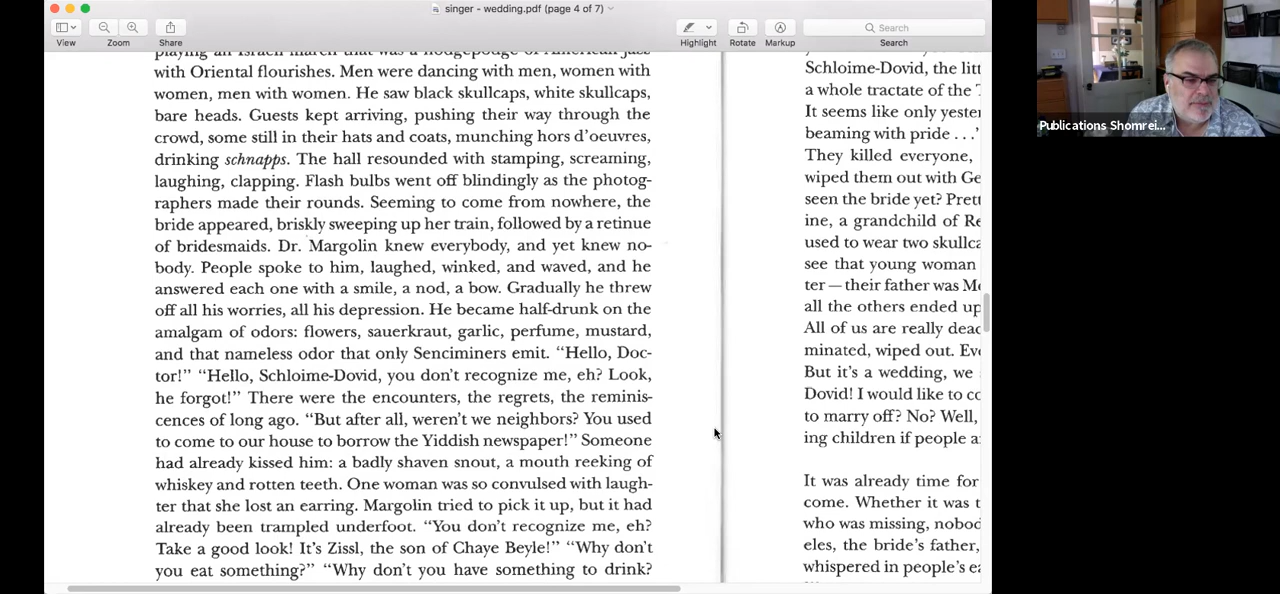 singer - wedding.pdf (page 4 of 7)
View
Zoom
Share
Highlight
Rotate
Markup
Search
Search
playing an Israeli march that was a hodgepodge of American jazz
with Oriental flourishes. Men were dancing with men, women with
women, men with women. He saw black skullcaps, white skullcaps,
bare heads. Guests kept arriving, pushing their way through the
crowd, some still in their hats and coats, munching hors d'oeuvres,
drinking schnapps. The hall resounded with stamping, screaming,
laughing, clapping. Flash bulbs went off blindingly as the photog-
raphers made their rounds. Seeming to come from nowhere, the
bride appeared, briskly sweeping up her train, followed by a retinue
of bridesmaids. Dr. Margolin knew everybody, and yet knew no-
body. People spoke to him, laughed, winked, and waved, and he
answered each one with a smile, a nod, a bow. Gradually he threw
off all his worries, all his depression. He became half-drunk on the
amalgam of odors: flowers, sauerkraut, garlic, perfume, mustard,
and that nameless odor that only Senciminers emit. "Hello, Doc-
tor!" "Hello, Schloime-Dovid, you don't recognize me, eh? Look,
he forgot!" There were the encounters, the regrets, the reminis-
cences of long ago. "But after all, weren't we neighbors? You used
to come to our house to borrow the Yiddish newspaper!" Someone
had already kissed him: a badly shaven snout, a mouth reeking of
whiskey and rotten teeth. One woman was so convulsed with laugh-
ter that she lost an earring. Margolin tried to pick it up, but it had
already been trampled underfoot. "You don't recognize me, eh?
Take a good look! It's Zissl, the son of Chaye Beyle!" "Why don't
you eat something?" "Why don't you have something to drink?
Schloime-Dovid, the litt
a whole tractate of the T
It seems like only yester
beaming with pride . . .'
They killed everyone,
wiped them out with Ge
seen the bride yet? Prett
ine, a grandchild of Re
used to wear two skullca
see that young woman
ter — their father was Me
all the others ended up
All of us are really dead
minated, wiped out. Eve
But it's a wedding, we
Dovid! I would like to co
to marry off? No? Well,
ing children if people a
It was already time for
come. Whether it was t
who was missing, nobod
eles, the bride's father,
whispered in people's ea
Publications Shomrei...